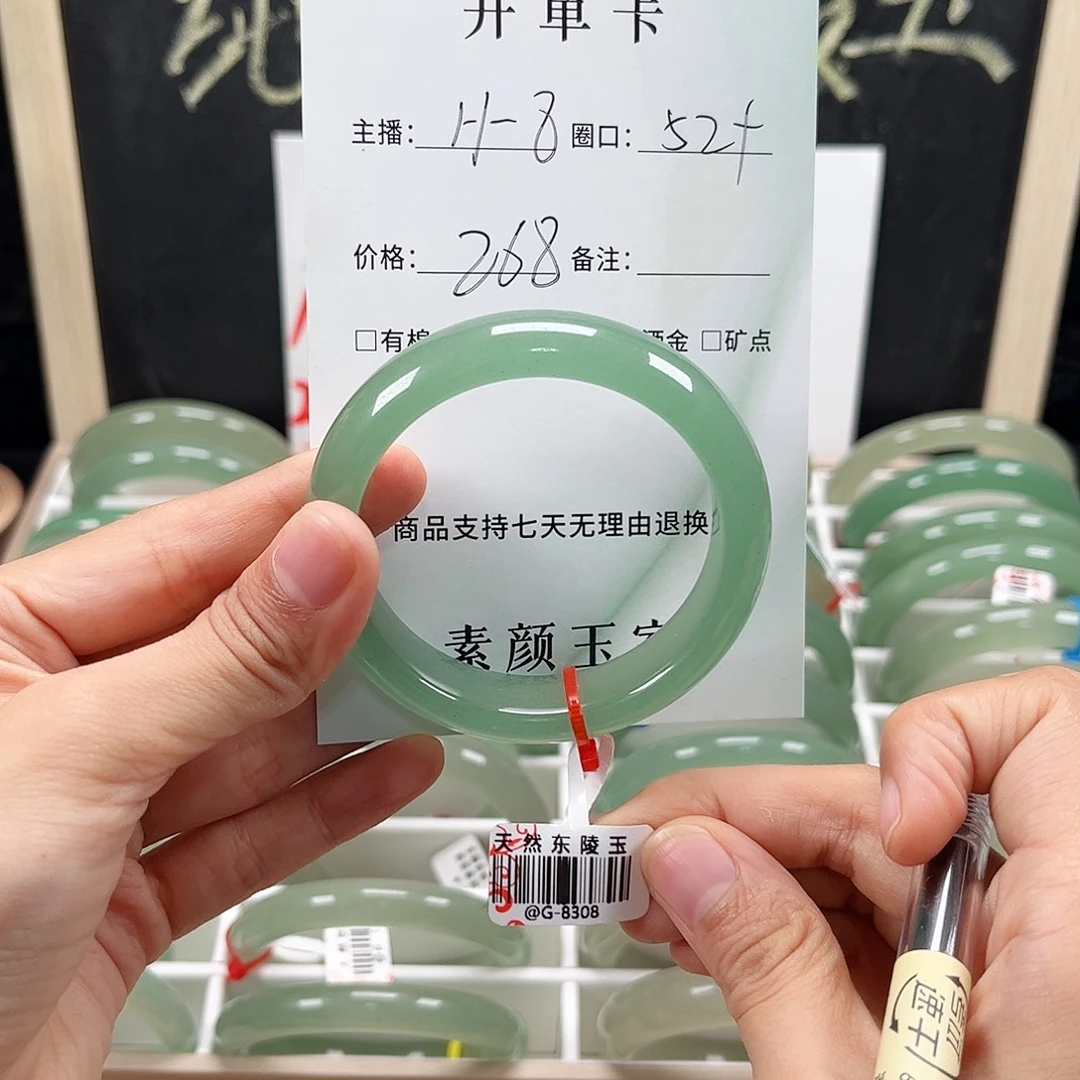 开单卡
主播: H-8 圈口: 52+
价格: 268 备注:
□有棉 洒金 □矿点
商品支持七天无理由退换
素颜玉
天然东陵玉
@G-8308